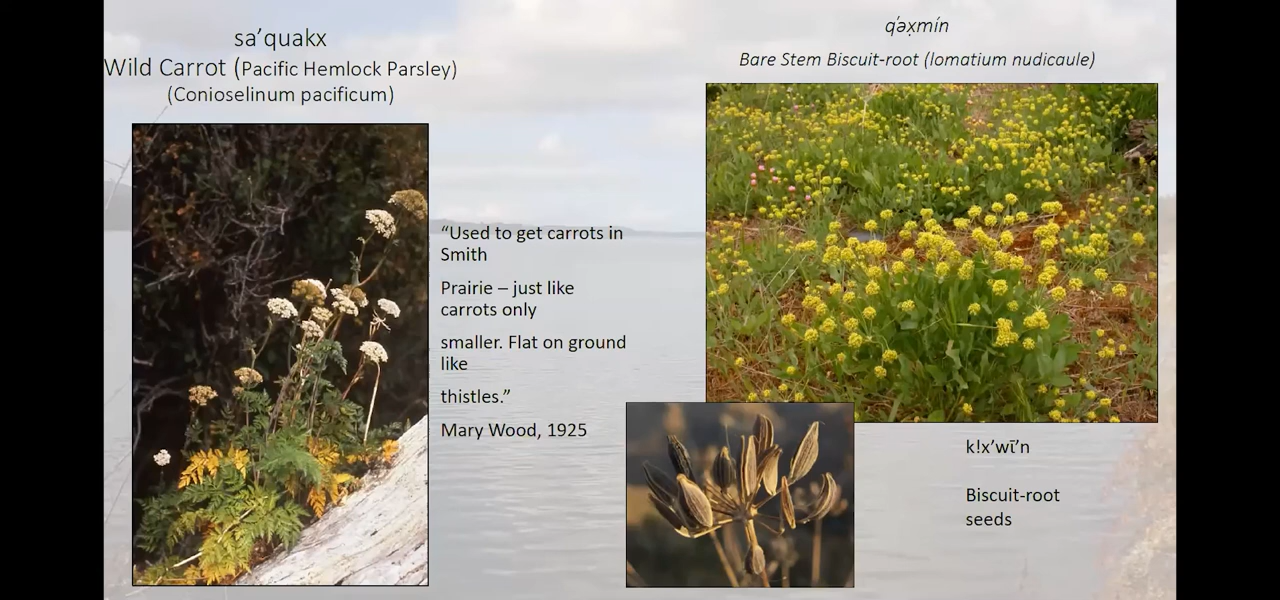 sa’quakx
Wild Carrot (Pacific Hemlock Parsley)
(Conioselinum pacificum)
“Used to get carrots in
Smith
Prairie – just like
carrots only
smaller. Flat on ground
like
thistles.”
Mary Wood, 1925
q̓əx̣mín
Bare Stem Biscuit-root (lomatium nudicaule)
k!x’wī’n
Biscuit-root
seeds